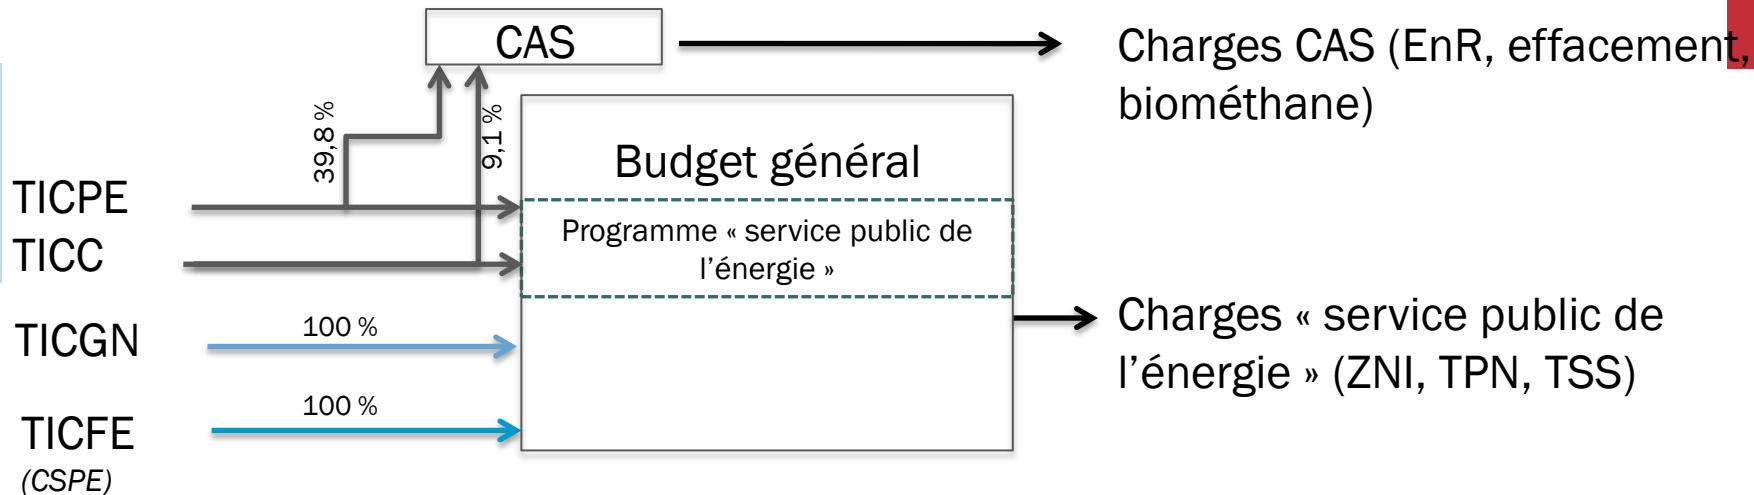 CAS
Charges CAS (EnR, effacement,
biométhane)
39,8 %
9,1 %
Budget général
TICPE
Programme « service public de
l’énergie »
TICC
Charges « service public de
l’énergie » (ZNI, TPN, TSS)
TICGN
100 %
TICFE
100 %
(CSPE)